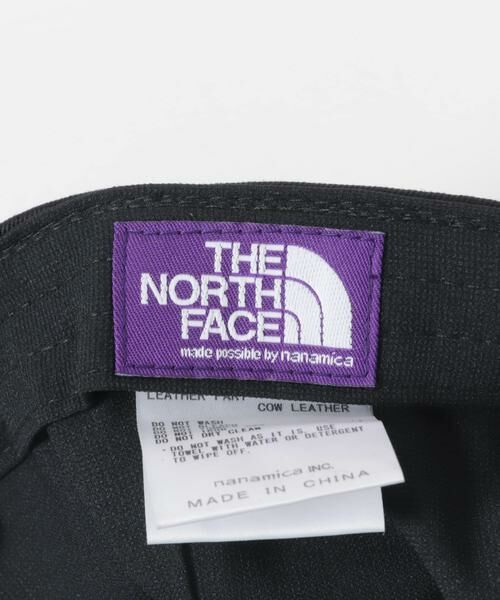 THE
NORTH
FACE
made possible by nanamica
LEATHER PART
COW LEATHER
DO NOT WASH
DO NOT DRY CLEAN
· DO NOT WASH AS IT IS. USE
TOWEL WITH WATER OR DETERGENT
TO WIPE OFF.
nanamica INC.
MADE IN CHINA